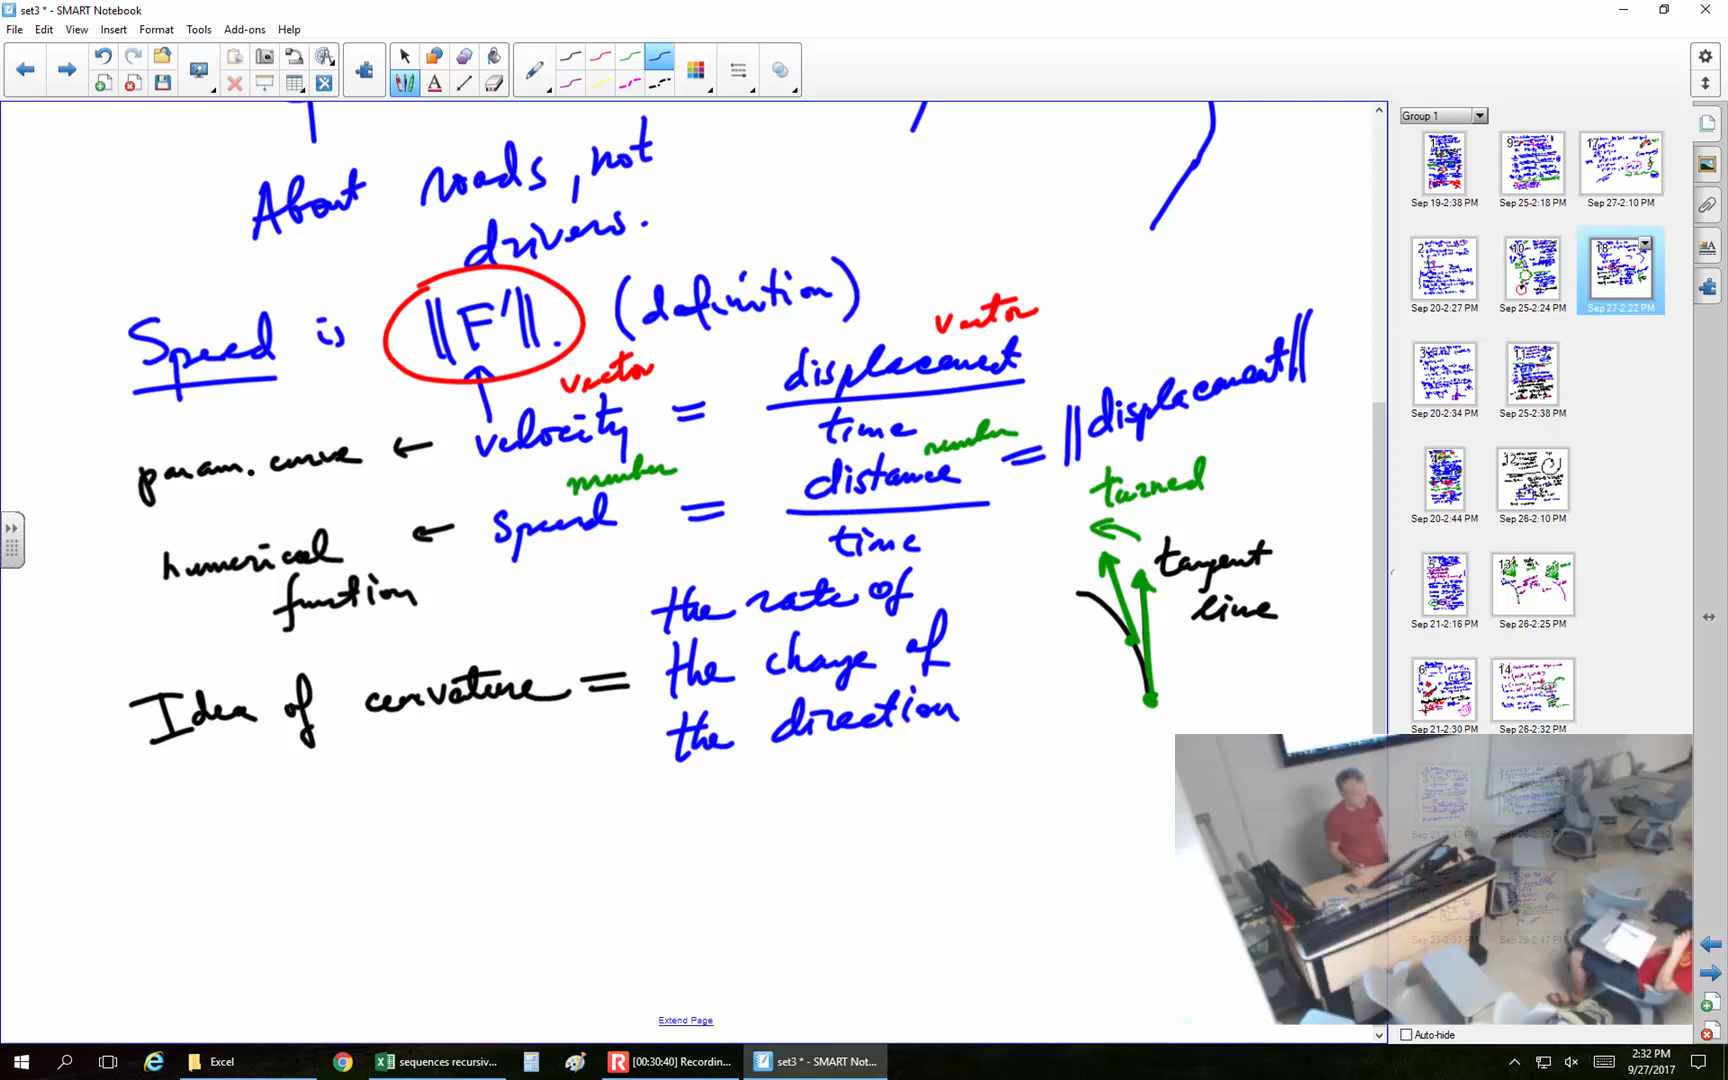 set3 * - SMART Notebook
File Edit View Insert Format Tools Add-ons Help
About roads, not
drivers.
Speed is ||F'||. (definition)
vector
vector
velocity = displacement
time
param. curve ←
number
number
speed = distance = ||displacement||
time
numerical ←
function
turned
tangent
line
Idea of curvature = the rate of
the change of
the direction
Extend Page
Group 1
Sep 19-2:38 PM
Sep 25-2:18 PM
Sep 27-2:10 PM
Sep 20-2:27 PM
Sep 25-2:24 PM
Sep 27-2:22 PM
Sep 20-2:34 PM
Sep 25-2:38 PM
Sep 20-2:44 PM
Sep 26-2:10 PM
Sep 21-2:16 PM
Sep 26-2:25 PM
Sep 21-2:30 PM
Sep 26-2:32 PM
Sep 26-2:47 PM
Auto-hide
Excel
sequences recursiv...
[00:30:40] Recordin...
set3 * - SMART Not...
2:32 PM
9/27/2017